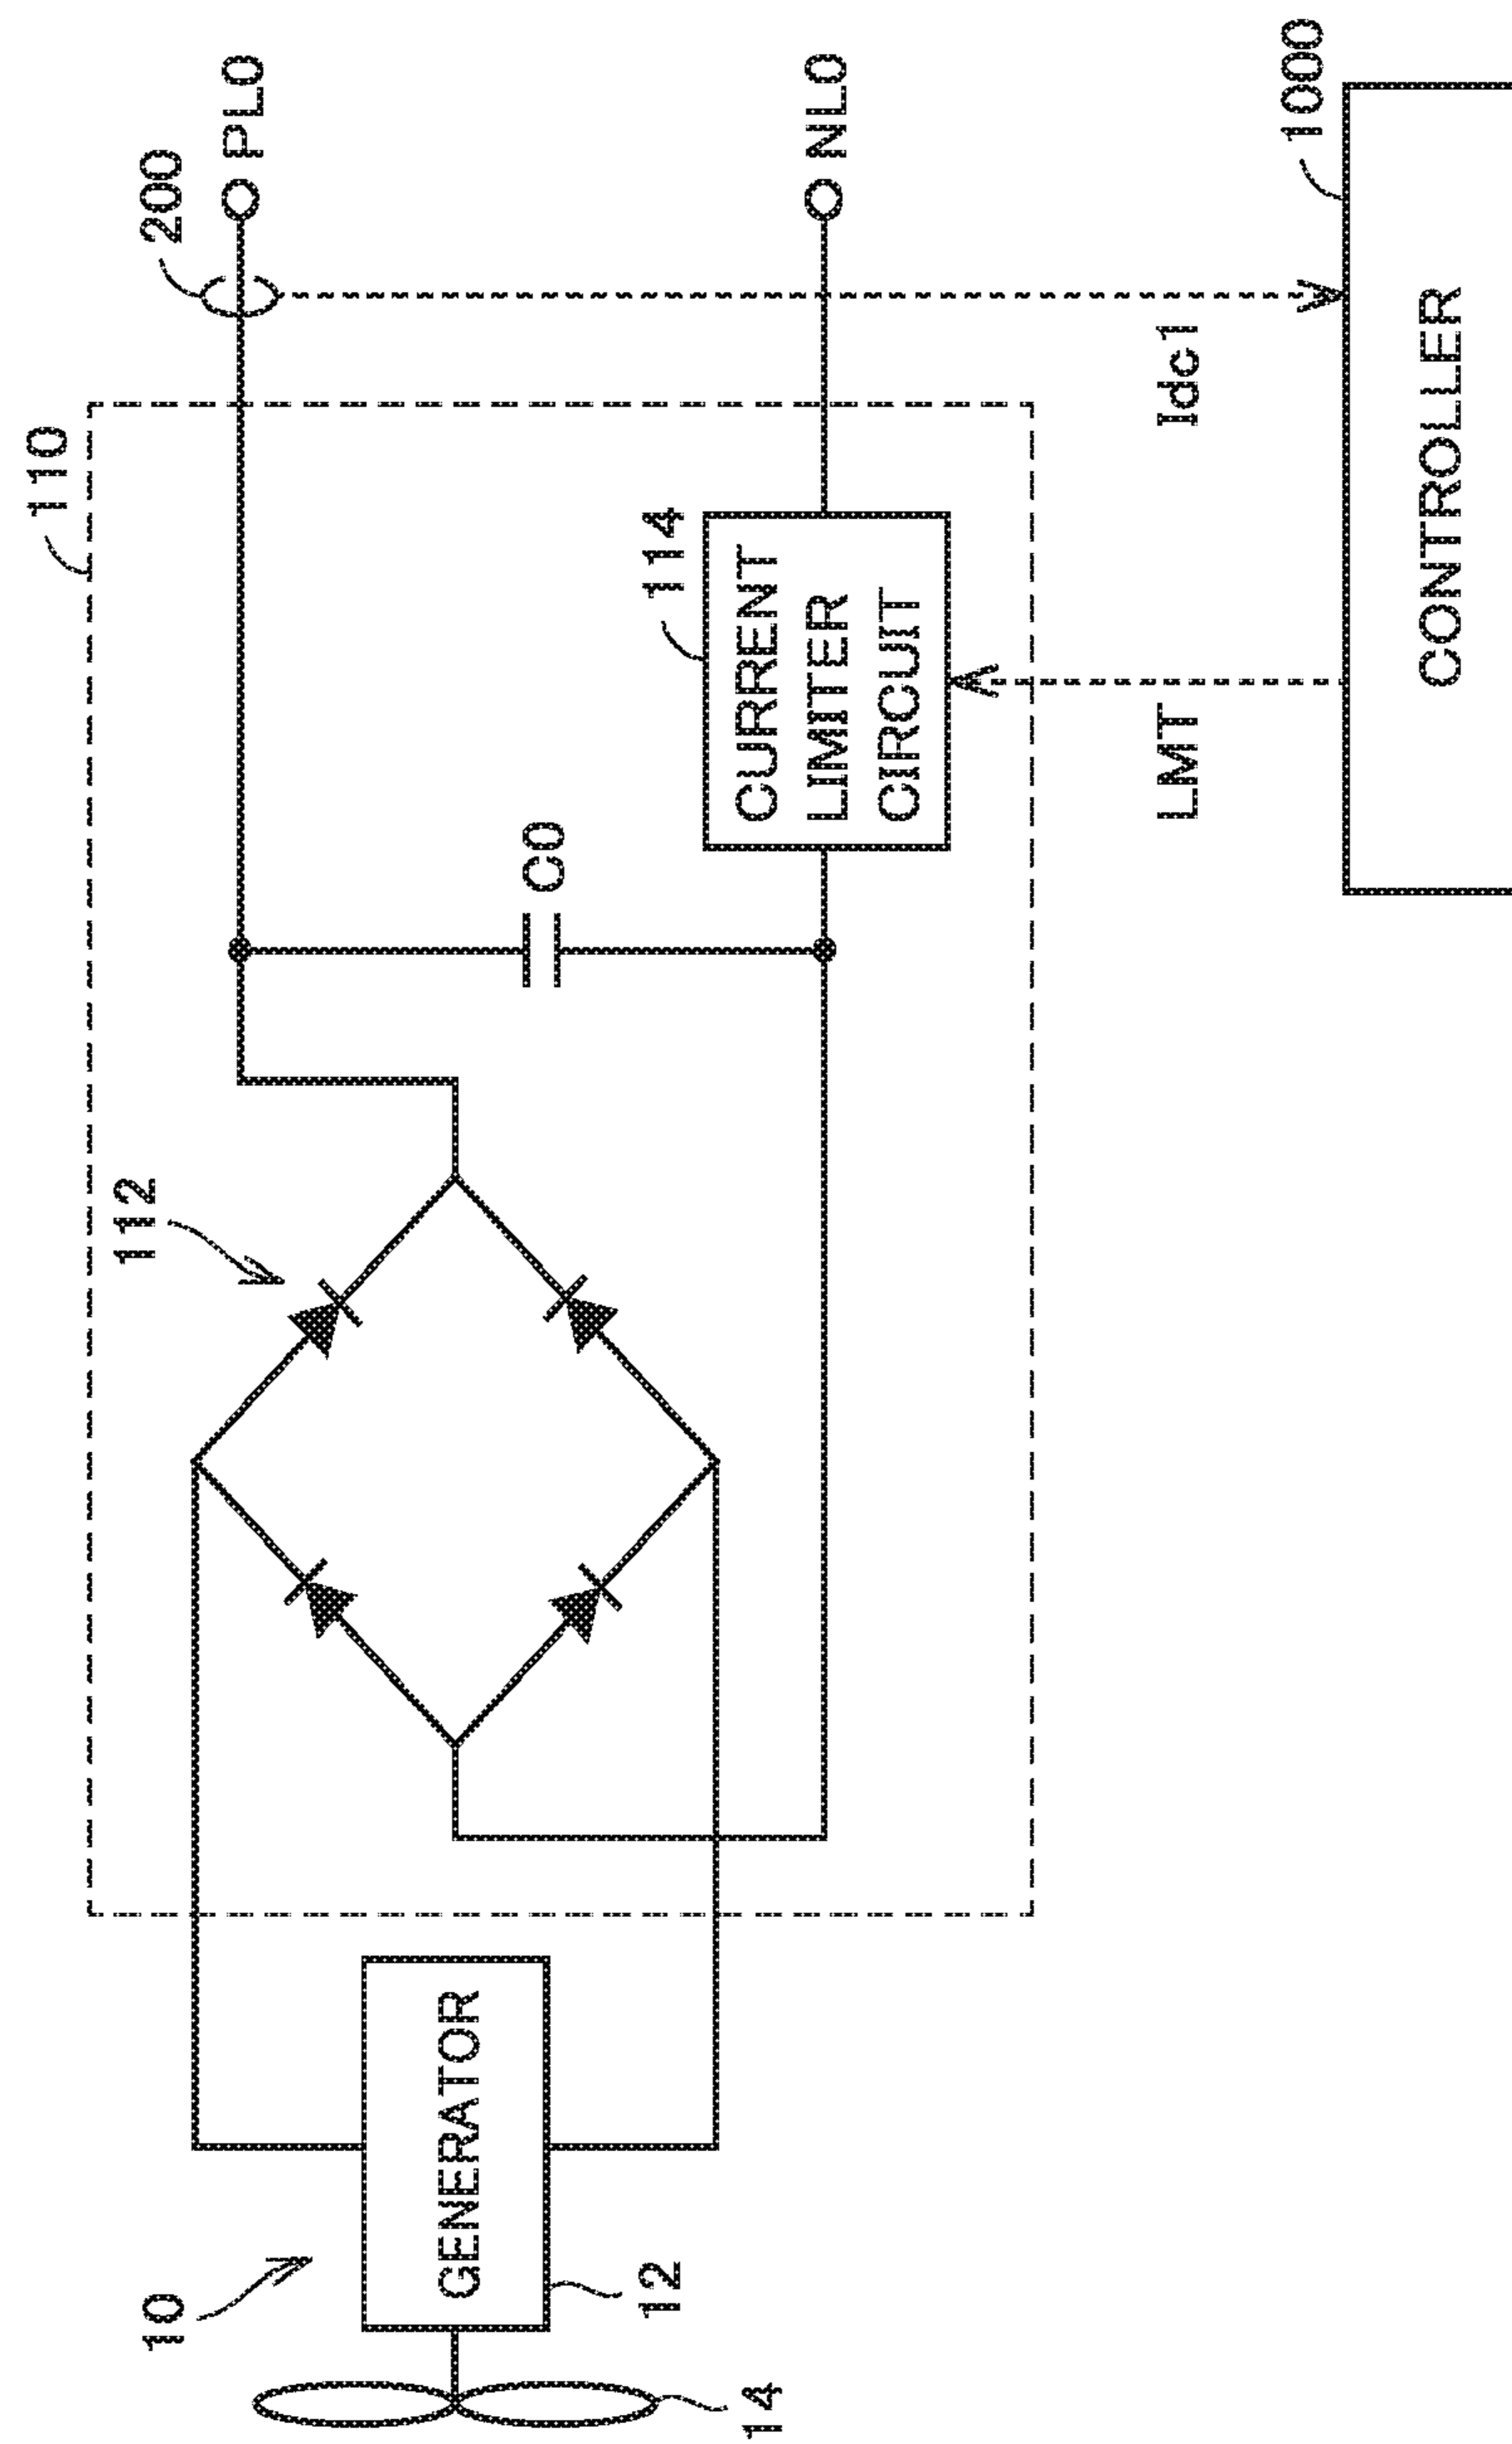 110
112
200
PL0
10
C0
114
NL0
GENERATOR
CURRENT
LIMITER
CIRCUIT
12
14
LMT
Idc1
1000
CONTROLLER